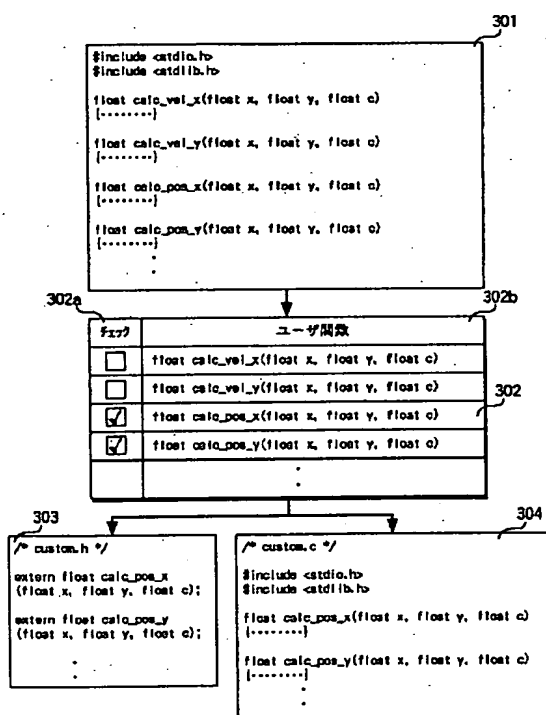 301
#include <stdio.h>
#include <stdlib.h>
float calc_vel_x(float x, float y, float c)
{--------}
float calc_vel_y(float x, float y, float c)
{--------}
float calc_pos_x(float x, float y, float c)
{--------}
float calc_pos_y(float x, float y, float c)
{--------}
302a
302b
チェック
ユーザ関数
float calc_vel_x(float x, float y, float c)
float calc_vel_y(float x, float y, float c)
302
float calc_pos_x(float x, float y, float c)
float calc_pos_y(float x, float y, float c)
303
/* custom.h */
extern float calc_pos_x
(float x, float y, float c);
extern float calc_pos_y
(float x, float y, float c);
304
/* custom.c */
#include <stdio.h>
#include <stdlib.h>
float calc_pos_x(float x, float y, float c)
{--------}
float calc_pos_y(float x, float y, float c)
{--------}